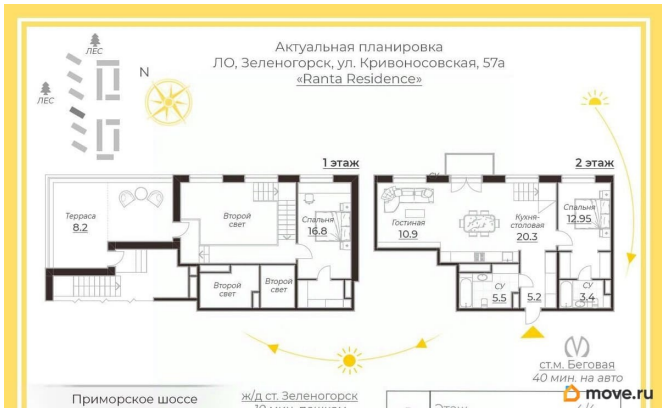 Актуальная планировка
ЛО, Зеленогорск, ул. Кривоносовская, 57а
«Ranta Residence»
ЛЕС
ЛЕС
N
1 этаж
Терраса
8.2
Второй
свет
Спальня
16.8
Второй
свет
Второй
свет
2 этаж
Гостиная
10.9
Кухня-
столовая
20.3
Спальня
12.95
СУ
5.5
5.2
СУ
3.4
ст.м. Беговая
40 мин. на авто
Приморское шоссе
ж/д ст. Зеленогорск
Этаж
move.ru